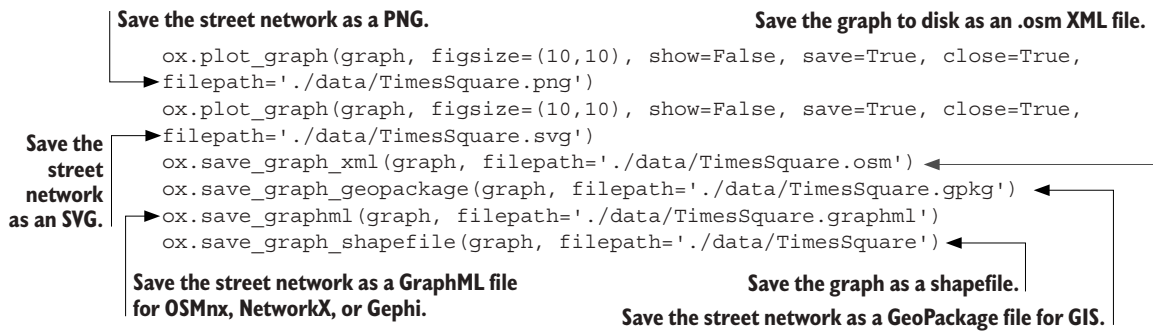 Save the street network as a PNG.
Save the graph to disk as an .osm XML file.
ox.plot_graph(graph, figsize=(10,10), show=False, save=True, close=True,
filepath='./data/TimesSquare.png')
ox.plot_graph(graph, figsize=(10,10), show=False, save=True, close=True,
filepath='./data/TimesSquare.svg')
Save the
street
network
as an SVG.
ox.save_graph_xml(graph, filepath='./data/TimesSquare.osm')
ox.save_graph_geopackage(graph, filepath='./data/TimesSquare.gpkg')
ox.save_graphml(graph, filepath='./data/TimesSquare.graphml')
ox.save_graph_shapefile(graph, filepath='./data/TimesSquare')
Save the street network as a GraphML file
for OSMnx, NetworkX, or Gephi.
Save the graph as a shapefile.
Save the street network as a GeoPackage file for GIS.